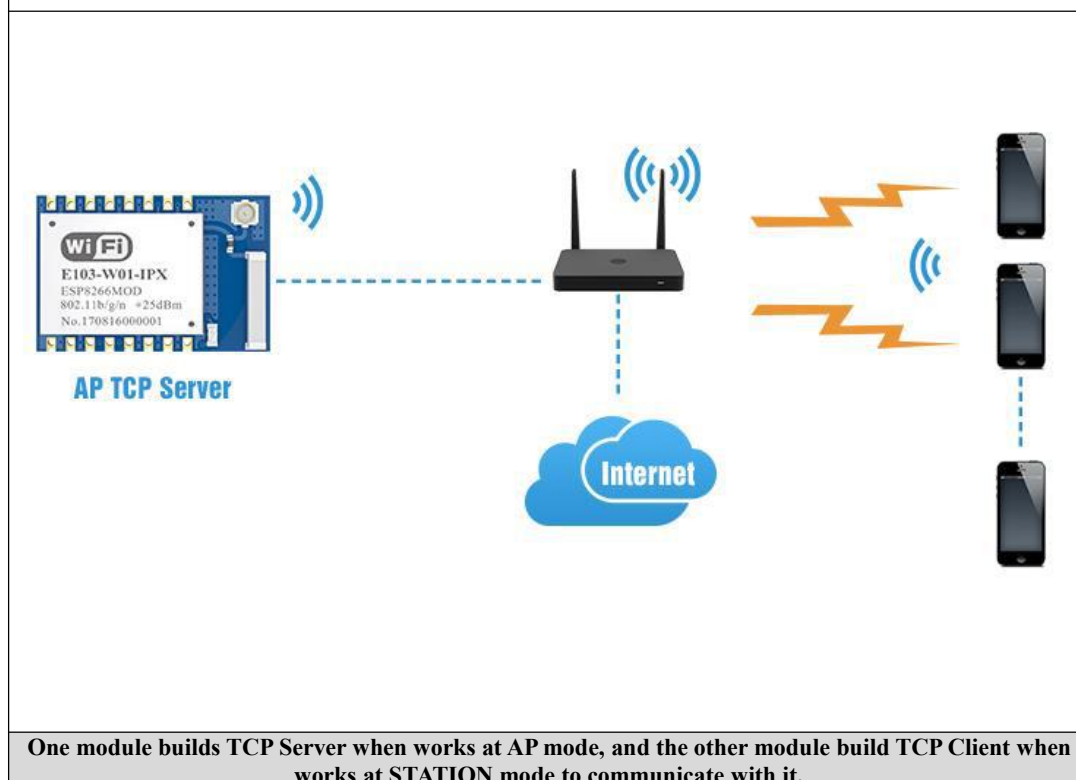 WiFi
E103-W01-IPX
ESP8266MOD
802.11b/g/n +25dBm
No.170816000001
AP TCP Server
Internet
One module builds TCP Server when works at AP mode, and the other module build TCP Client when
works at STATION mode to communicate with it.